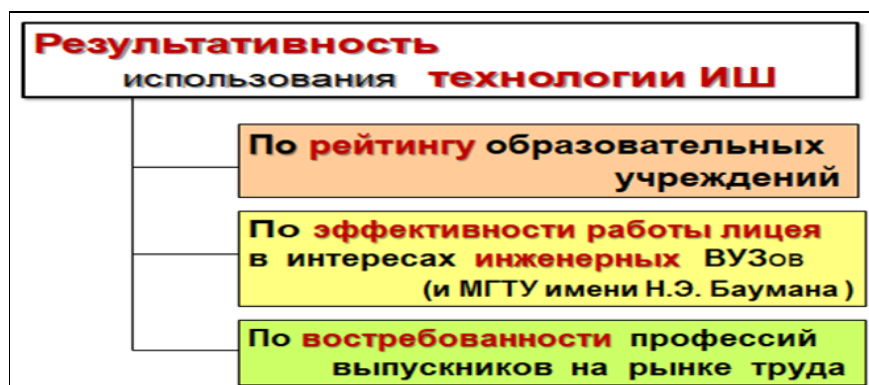 Результативность
использования технологии ИШ
По рейтингу образовательных
учреждений
По эффективности работы лицея
в интересах инженерных ВУЗов
(и МГТУ имени Н.Э. Баумана )
По востребованности профессий
выпускников на рынке труда